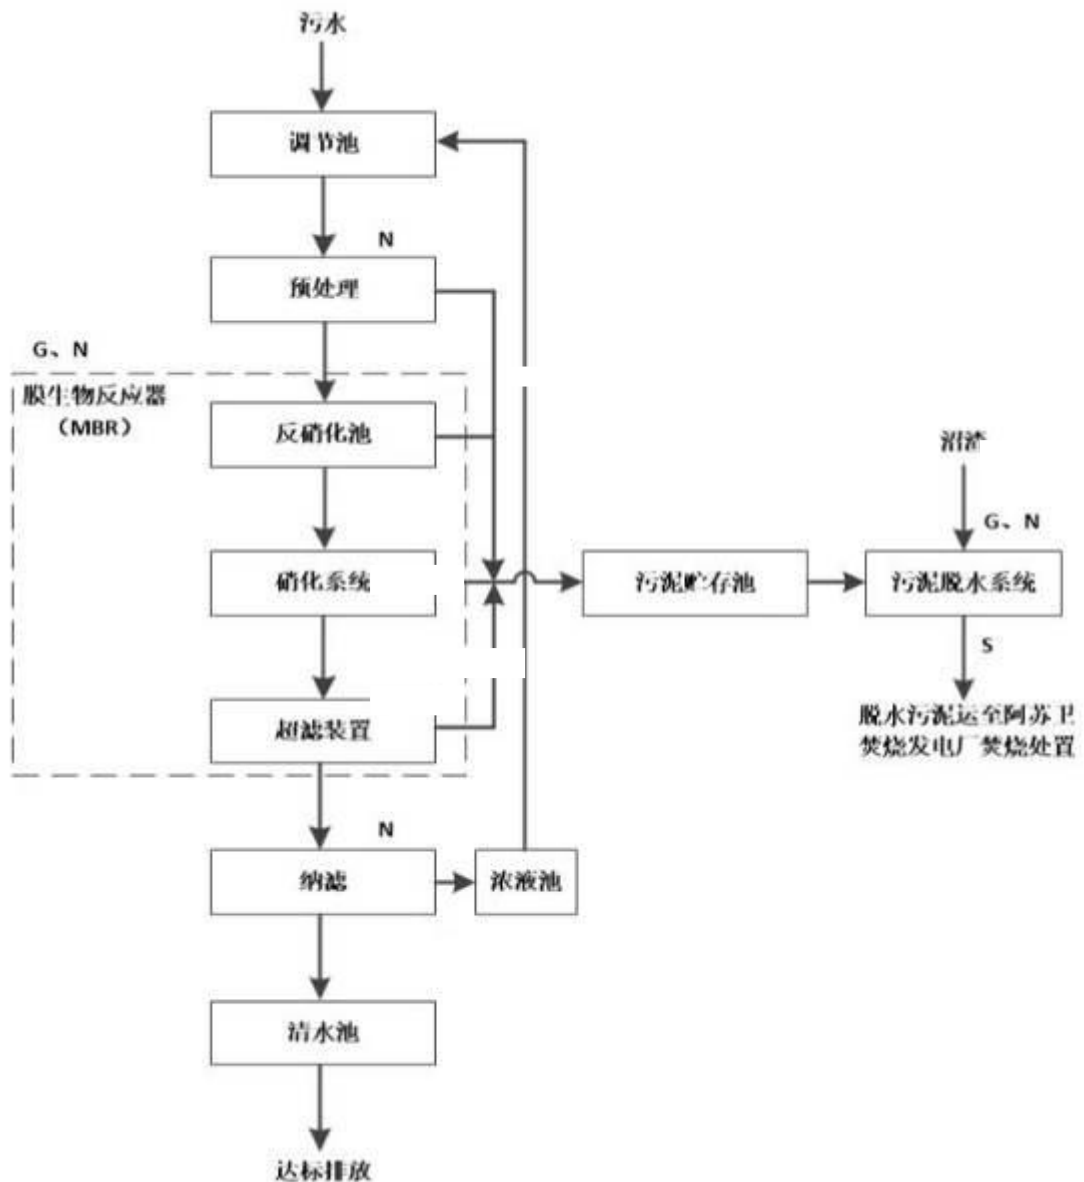 污水
调节池
N
预处理
G、N
膜生物反应器
（MBR）
反硝化池
沼渣
G、N
硝化系统
污泥贮存池
污泥脱水系统
S
超滤装置
脱水污泥运至阿苏卫
焚烧发电厂焚烧处置
N
纳滤
浓液池
清水池
达标排放